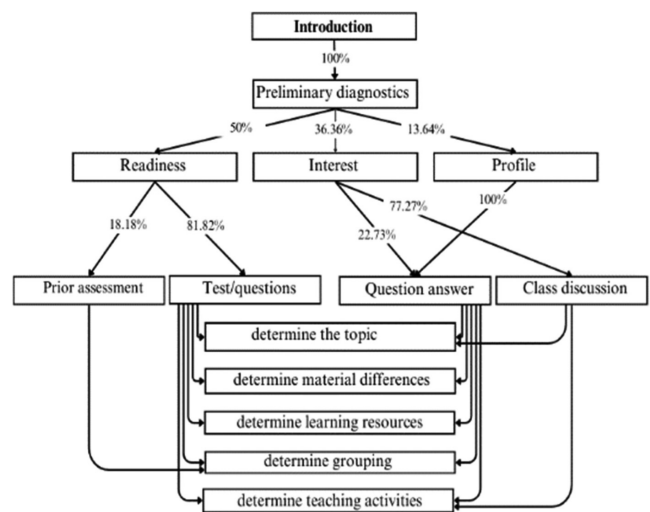 Introduction
100%
Preliminary diagnostics
50%
36.36%
13.64%
Readiness
Interest
Profile
18.18%
81.82%
22.73%
77.27%
100%
Prior assessment
Test/questions
Question answer
Class discussion
determine the topic
determine material differences
determine learning resources
determine grouping
determine teaching activities